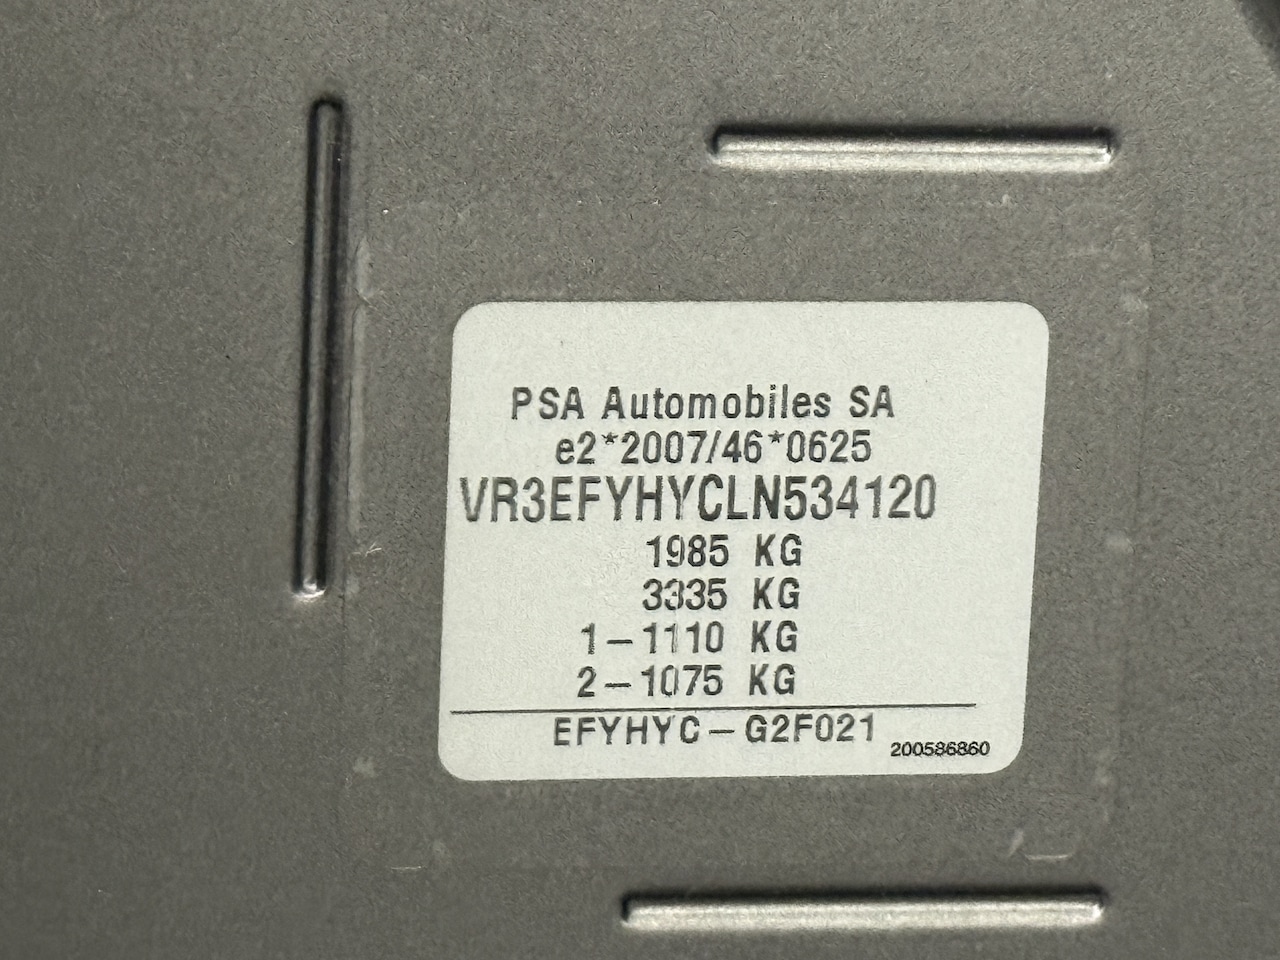 PSA Automobiles SA
e2*2007/46*0625
VR3EFYHYCLN534120
1985 KG
3335 KG
1–1110 KG
2–1075 KG
EFYHYC–G2F021
200586860